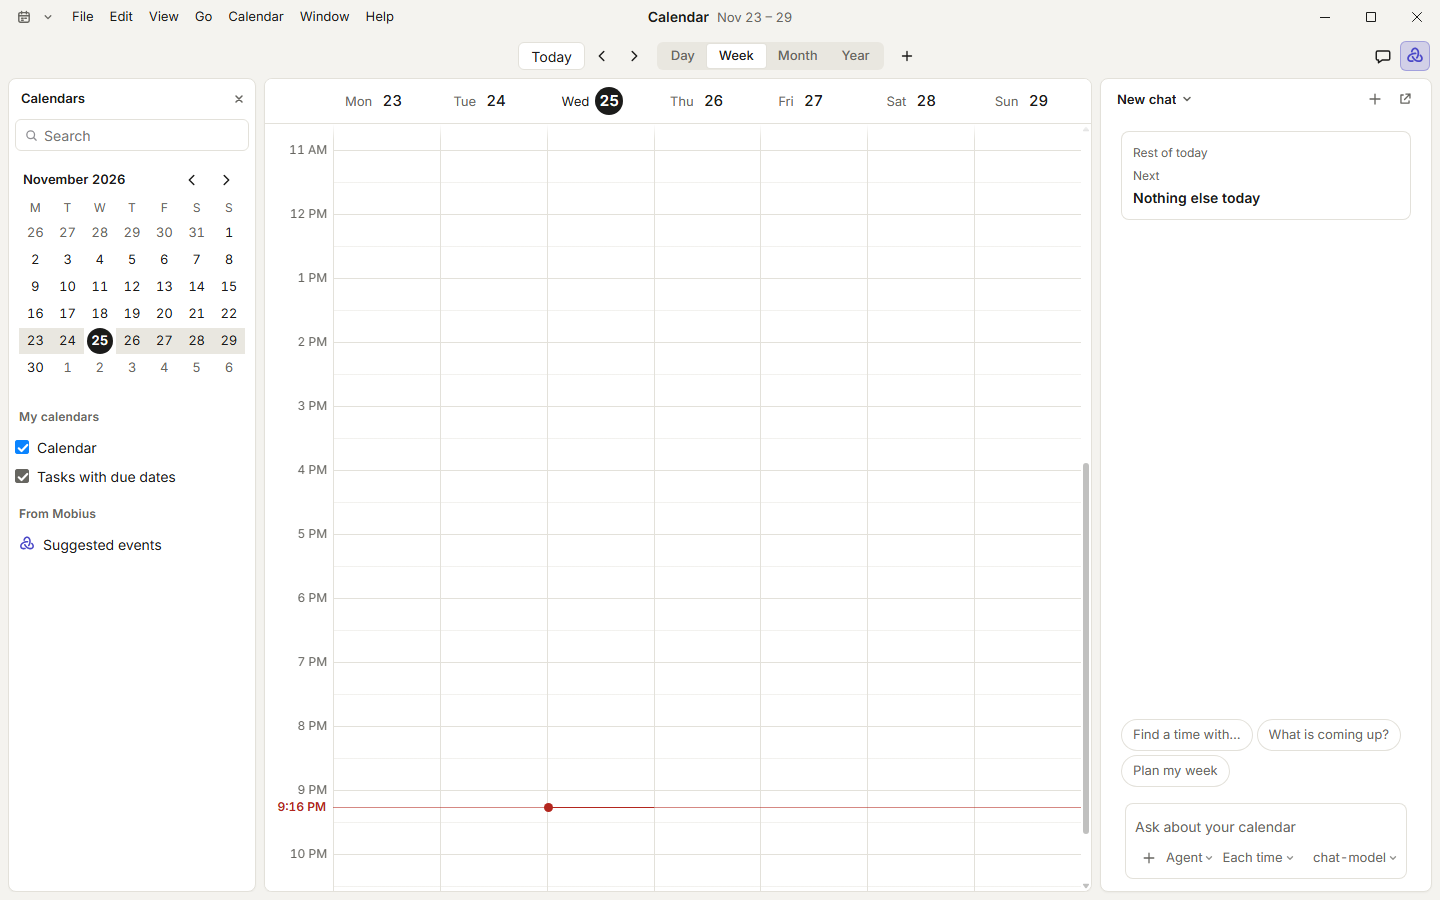 File Edit View Go Calendar Window Help
Calendar Nov 23 – 29
Today Day Week Month Year
Calendars
Search
November 2026
M T W T F S S
26 27 28 29 30 31 1
2 3 4 5 6 7 8
9 10 11 12 13 14 15
16 17 18 19 20 21 22
23 24 25 26 27 28 29
30 1 2 3 4 5 6
My calendars
Calendar
Tasks with due dates
From Mobius
Suggested events
Mon 23 Tue 24 Wed 25 Thu 26 Fri 27 Sat 28 Sun 29
11 AM
12 PM
1 PM
2 PM
3 PM
4 PM
5 PM
6 PM
7 PM
8 PM
9 PM
9:16 PM
10 PM
New chat
Rest of today
Next
Nothing else today
Find a time with... What is coming up?
Plan my week
Ask about your calendar
Agent Each time chat-model